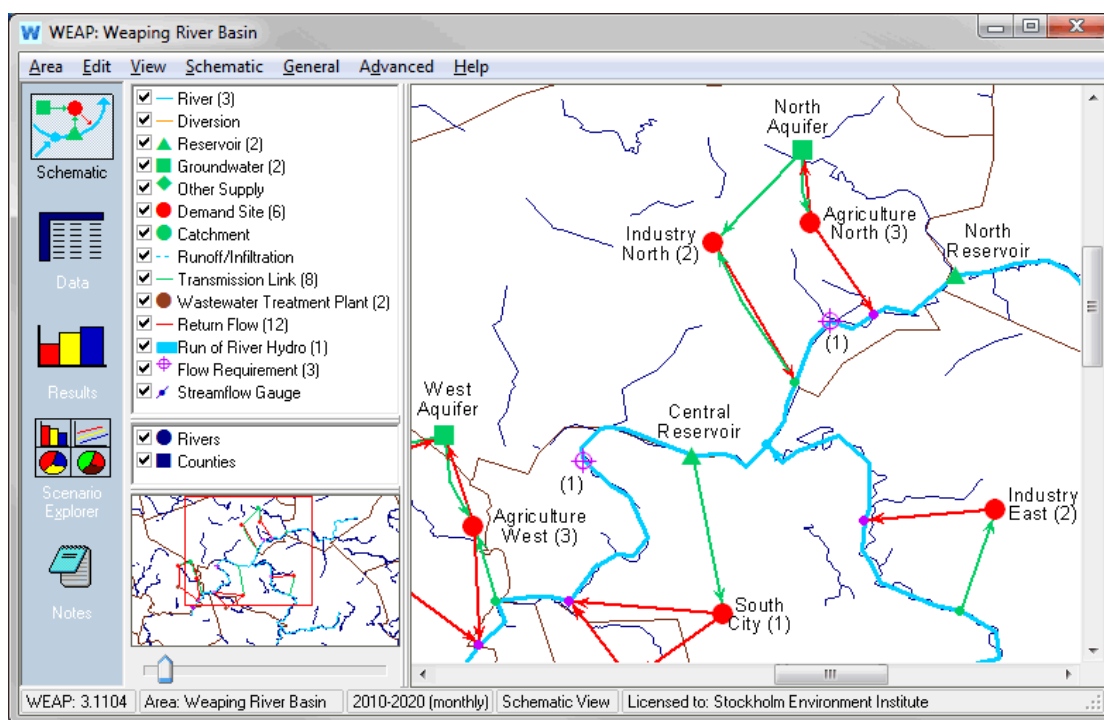 W WEAP: Weaping River Basin
Area Edit View Schematic General Advanced Help
Schematic
Data
Results
Scenario
Explorer
Notes
River (3)
Diversion
Reservoir (2)
Groundwater (2)
Other Supply
Demand Site (6)
Catchment
Runoff/Infiltration
Transmission Link (8)
Wastewater Treatment Plant (2)
Return Flow (12)
Run of River Hydro (1)
Flow Requirement (3)
Streamflow Gauge
Rivers
Counties
North
Aquifer
Industry
North (2)
Agriculture
North (3)
North
Reservoir
(1)
West
Aquifer
Central
Reservoir
(1)
Agriculture
West (3)
Industry
East (2)
South
City (1)
WEAP: 3.1104 Area: Weaping River Basin 2010-2020 (monthly) Schematic View Licensed to: Stockholm Environment Institute